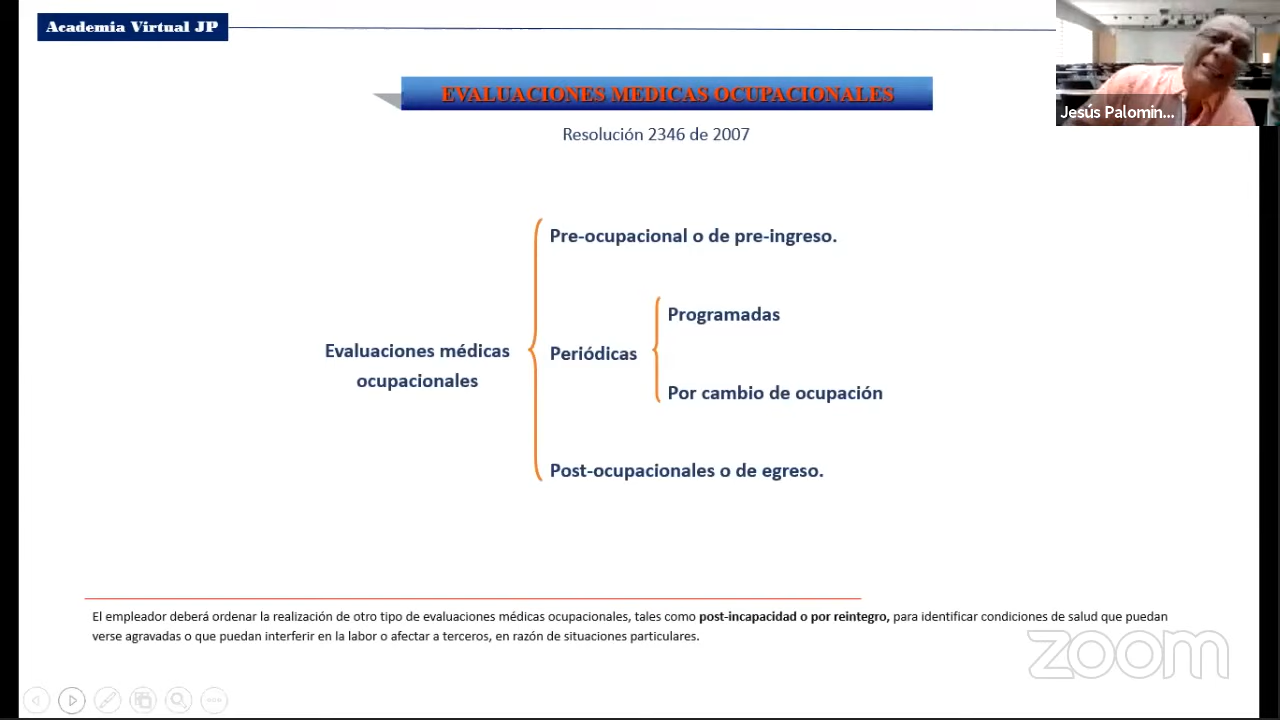 Academia Virtual JP
EVALUACIONES MEDICAS OCUPACIONALES
Jesús Palomin...
Resolución 2346 de 2007
Pre-ocupacional o de pre-ingreso.
Programadas
Evaluaciones médicas
ocupacionales
Periódicas
Por cambio de ocupación
Post-ocupacionales o de egreso.
El empleador deberá ordenar la realización de otro tipo de evaluaciones médicas ocupacionales, tales como post-incapacidad o por reintegro, para identificar condiciones de salud que puedan
verse agravadas o que puedan interferir en la labor o afectar a terceros, en razón de situaciones particulares.
zoom